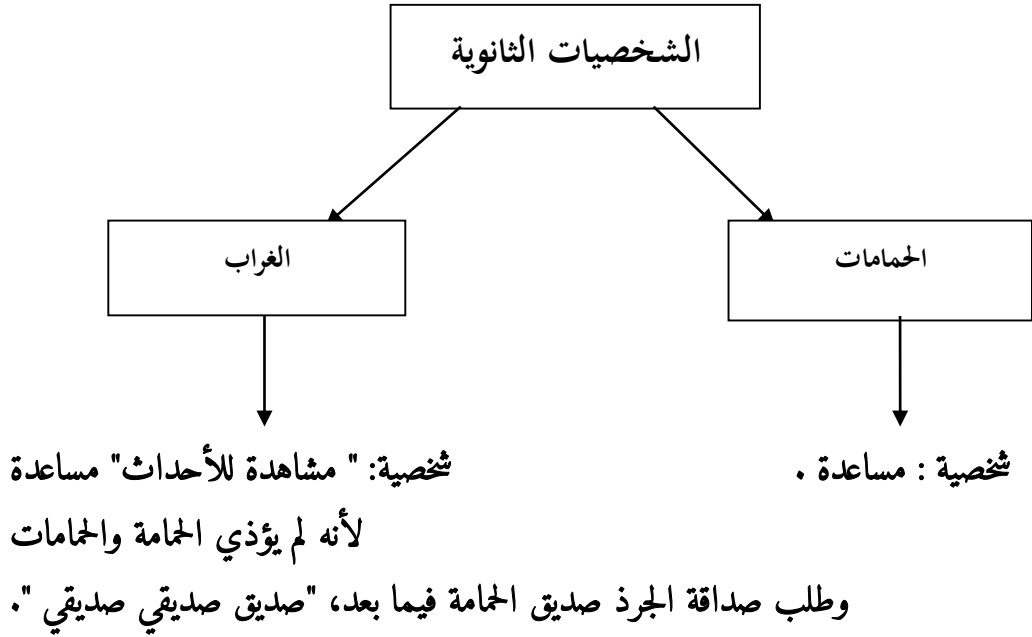 الشخصيات الثانوية
الحمامات
الغراب
شخصية : مساعدة .
شخصية: " مشاهدة للأحداث" مساعدة
لأنه لم يؤذي الحمامة والحمامات
وطلب صداقة الجرذ صديق الحمامة فيما بعد، "صديق صديقي صديقي ".